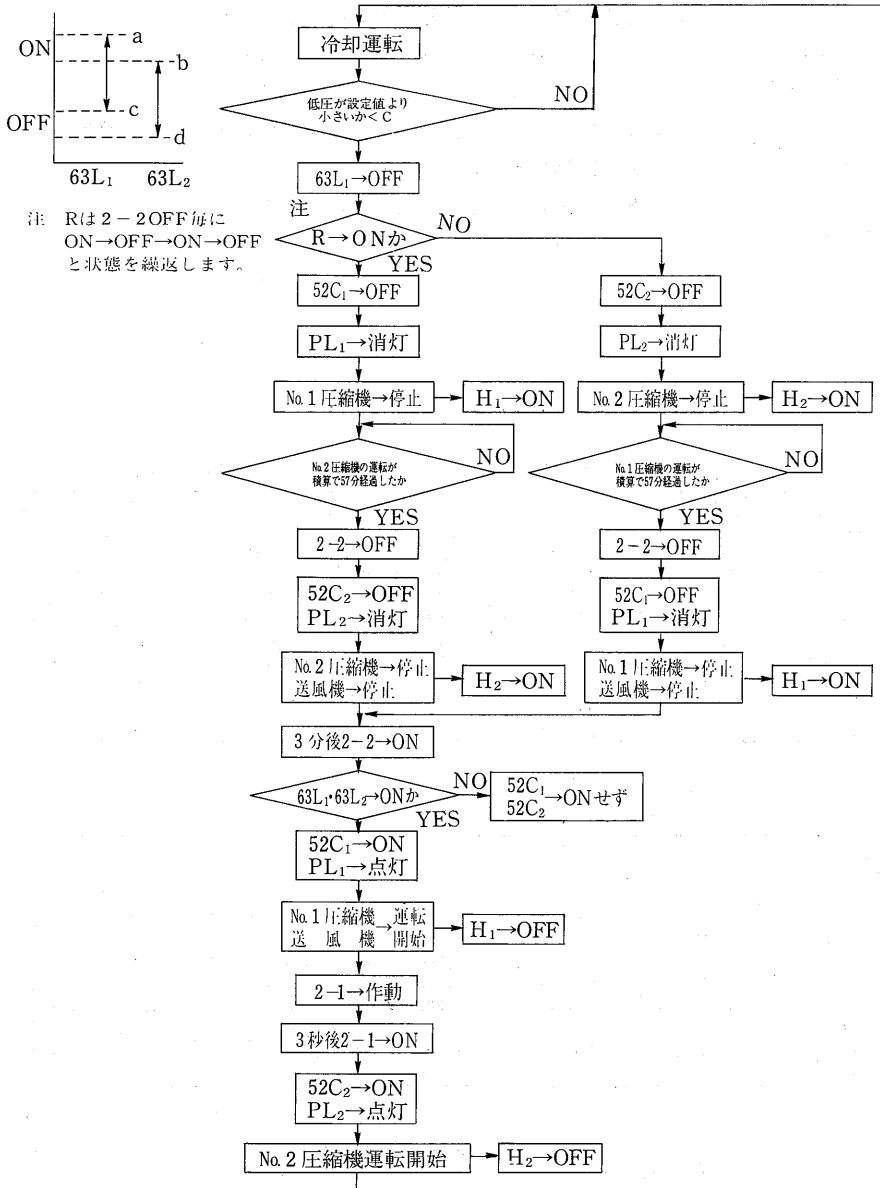 ON
OFF
a
b
c
d
63L₁ 63L₂
注 Rは2-2OFF毎に
ON→OFF→ON→OFF
と状態を繰返します。
冷却運転
低圧が設定値より
小さいか<C
NO
63L₁→OFF
注
R→ONか
NO
YES
52C₁→OFF
52C₂→OFF
PL₁→消灯
PL₂→消灯
No.1圧縮機→停止
H₁→ON
No.2圧縮機→停止
H₂→ON
No.2圧縮機の運転が
積算で57分経過したか
NO
No.1圧縮機の運転が
積算で57分経過したか
NO
YES
YES
2-2→OFF
2-2→OFF
52C₂→OFF
PL₂→消灯
52C₁→OFF
PL₁→消灯
No.2圧縮機→停止
送風機→停止
H₂→ON
No.1圧縮機→停止
送風機→停止
H₁→ON
3分後2-2→ON
63L₁・63L₂→ONか
NO
52C₁
52C₂
→ONせず
YES
52C₁→ON
PL₁→点灯
No.1圧縮機→運転
送風機 開始
H₁→OFF
2-1→作動
3秒後2-1→ON
52C₂→ON
PL₂→点灯
No.2圧縮機運転開始
H₂→OFF